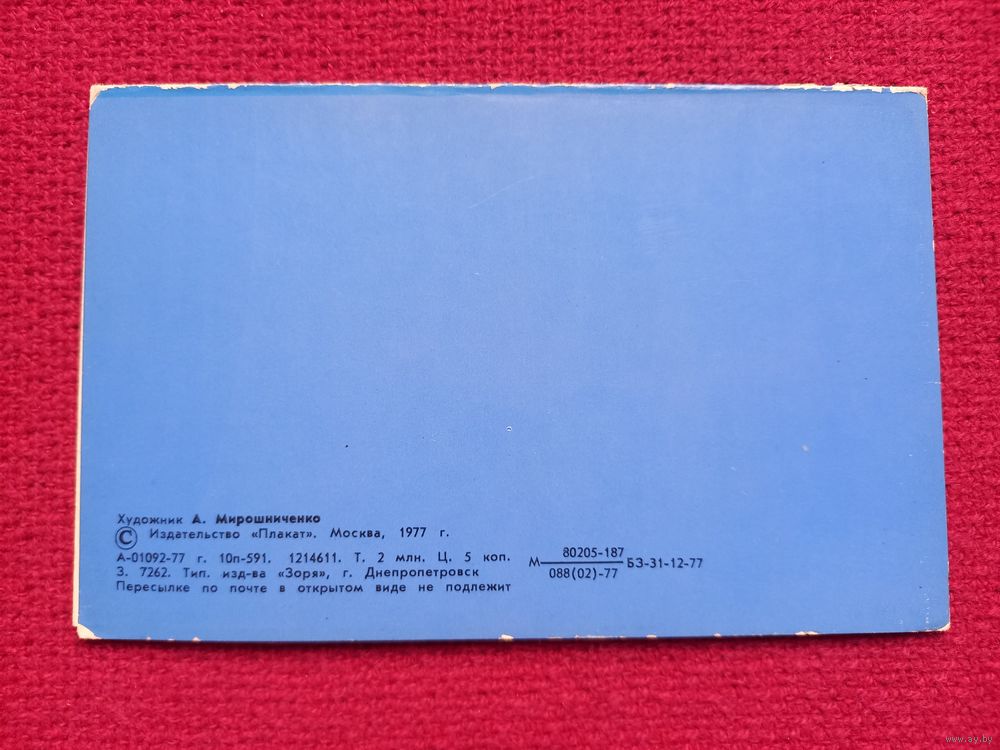 Художник А. Мирошниченко
© Издательство «Плакат». Москва, 1977 г.
А-01092-77 г. 10п-591. 1214611. Т. 2 млн. Ц. 5 коп.
З. 7262. Тип. изд-ва «Зоря», г. Днепропетровск
Пересылке по почте в открытом виде не подлежит
80205-187
М БЗ-31-12-77
088(02)-77
www.ay.by